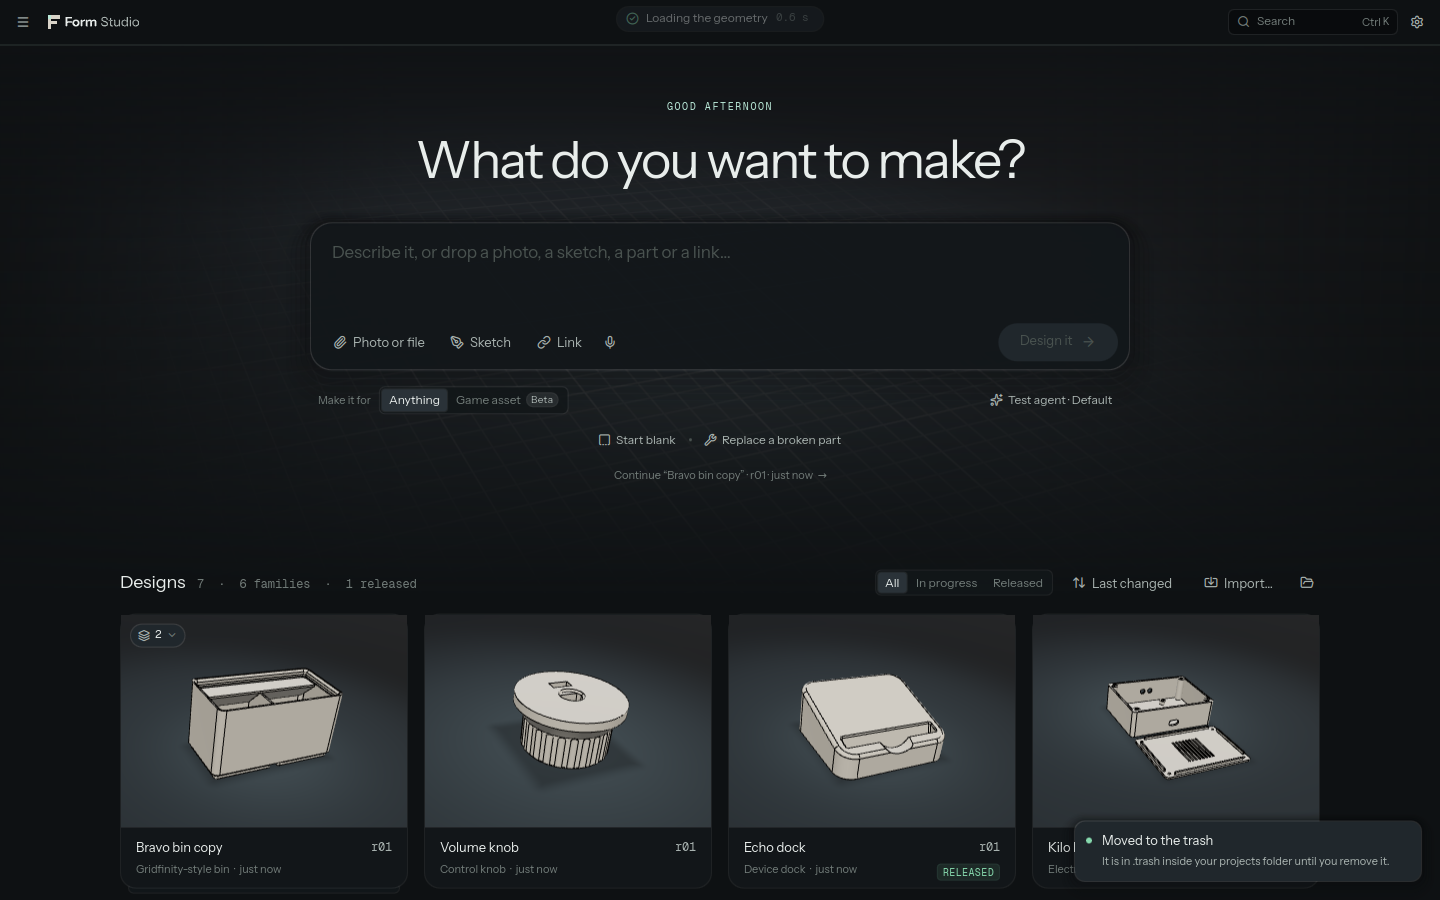 Form Studio
Loading the geometry 0.6 s
Search Ctrl K
GOOD AFTERNOON
What do you want to make?
Describe it, or drop a photo, a sketch, a part or a link...
Photo or file Sketch Link Design it
Make it for Anything Game asset Beta Test agent · Default
Start blank · Replace a broken part
Continue “Bravo bin copy” · r01 · just now →
Designs 7 · 6 families · 1 released All In progress Released Last changed Import...
2
Bravo bin copy r01
Gridfinity-style bin · just now
Volume knob r01
Control knob · just now
Echo dock r01
Device dock · just now RELEASED
Kilo
Electr
Moved to the trash
It is in .trash inside your projects folder until you remove it.